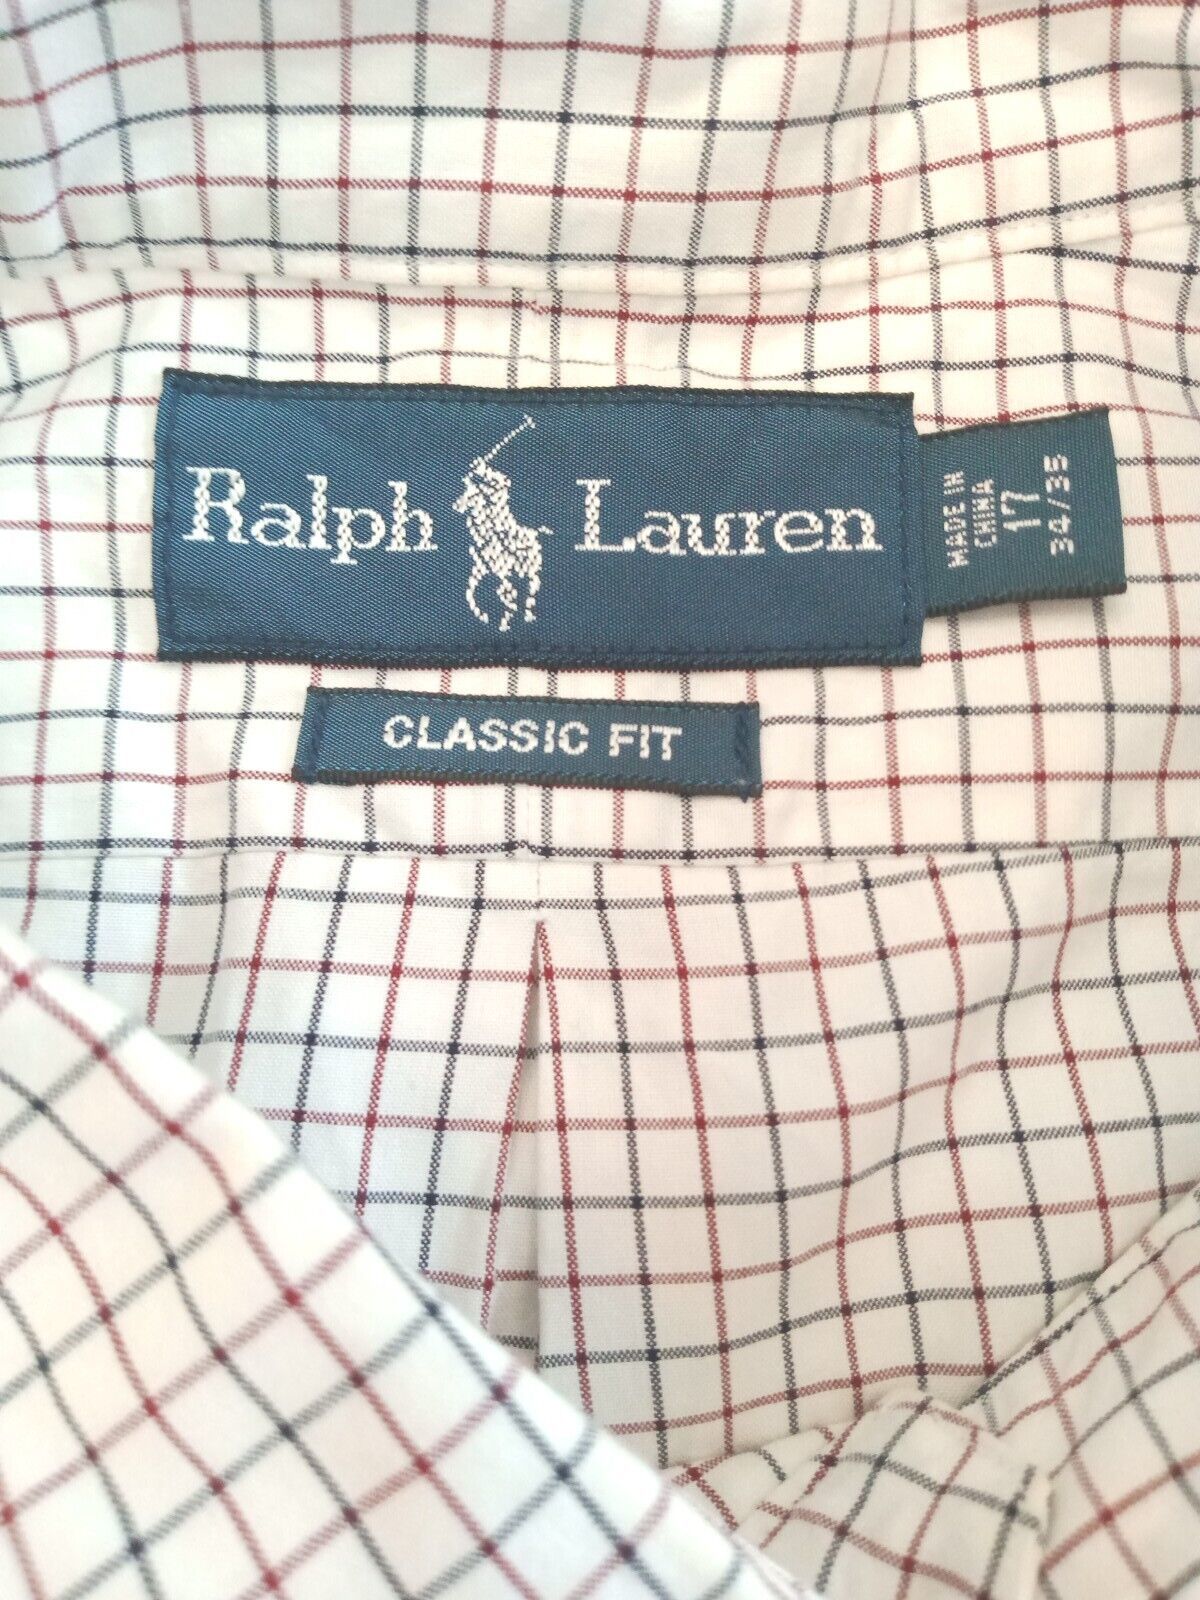 Ralph Lauren
MADE IN
CHINA
17
34/35
CLASSIC FIT